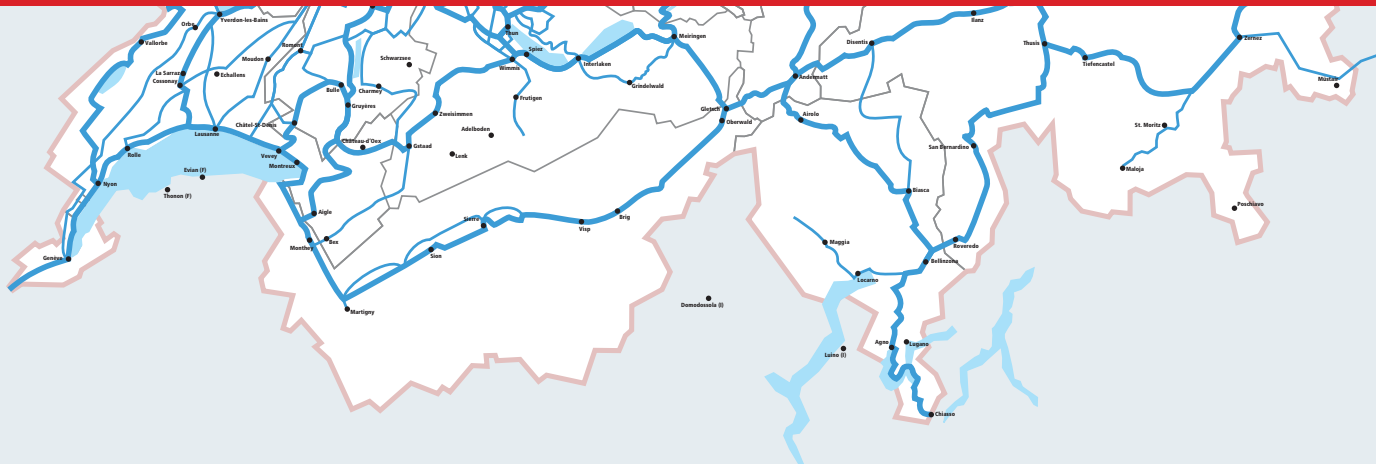 Orbe
Yverdon-les-Bains
Ilanz
Thun
Meiringen
Zernez
Vallorbe
Romont
Disentis
Thusis
Spiez
Moudon
Schwarzsee
Interlaken
Tiefencastel
Wimmis
La Sarraz
Echallens
Andermatt
Müstair
Cossonay
Bulle
Charmey
Grindelwald
Frutigen
Gruyères
Gletsch
Zweisimmen
Airolo
Oberwald
Châtel-St-Denis
Adelboden
St. Moritz
Lausanne
Château-d'Oex
Gstaad
San Bernardino
Rolle
Vevey
Lenk
Montreux
Evian (F)
Maloja
Nyon
Biasca
Thonon (F)
Poschiavo
Aigle
Brig
Sierre
Visp
Monthey
Bex
Maggia
Roveredo
Sion
Genève
Bellinzona
Locarno
Domodossola (I)
Martigny
Agno
Lugano
Luino (I)
Chiasso